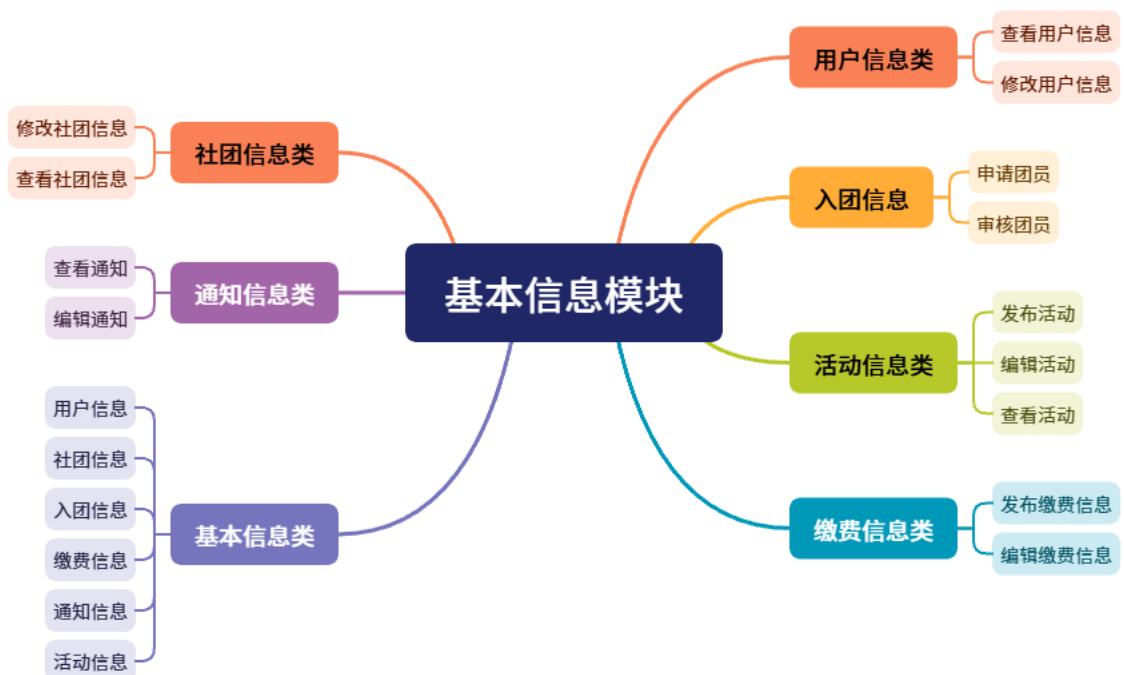 基本信息模块
用户信息类
查看用户信息
修改用户信息
入团信息
申请团员
审核团员
活动信息类
发布活动
编辑活动
查看活动
缴费信息类
发布缴费信息
编辑缴费信息
社团信息类
修改社团信息
查看社团信息
通知信息类
查看通知
编辑通知
基本信息类
用户信息
社团信息
入团信息
缴费信息
通知信息
活动信息